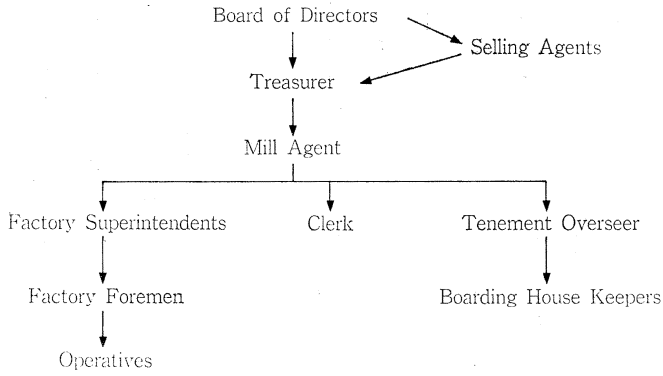 Board of Directors
Selling Agents
Treasurer
Mill Agent
Factory Superintendents
Clerk
Tenement Overseer
Factory Foremen
Boarding House Keepers
Operatives